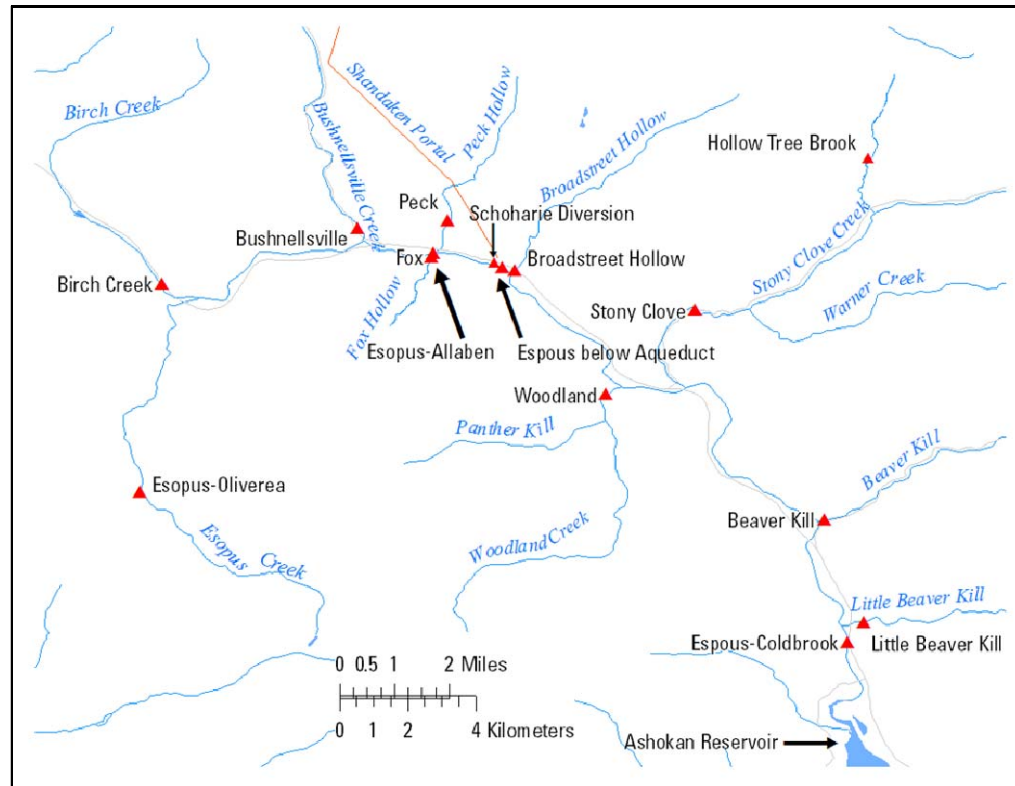 Birch Creek
Bushnellsville Creek
Shandaken Portal
Peck Hollow
Broadstreet Hollow
Hollow Tree Brook
Peck
Schoharie Diversion
Bushnellsville
Fox
Broadstreet Hollow
Birch Creek
Stony Clove Creek
Warner Creek
Stony Clove
Fox Hollow
Esopus-Allaben
Espous below Aqueduct
Woodland
Panther Kill
Esopus-Oliverea
Beaver Kill
Beaver Kill
Esopus Creek
Woodland Creek
Little Beaver Kill
Espous-Coldbrook
Little Beaver Kill
0 0.5 1 2 Miles
0 1 2 4 Kilometers
Ashokan Reservoir